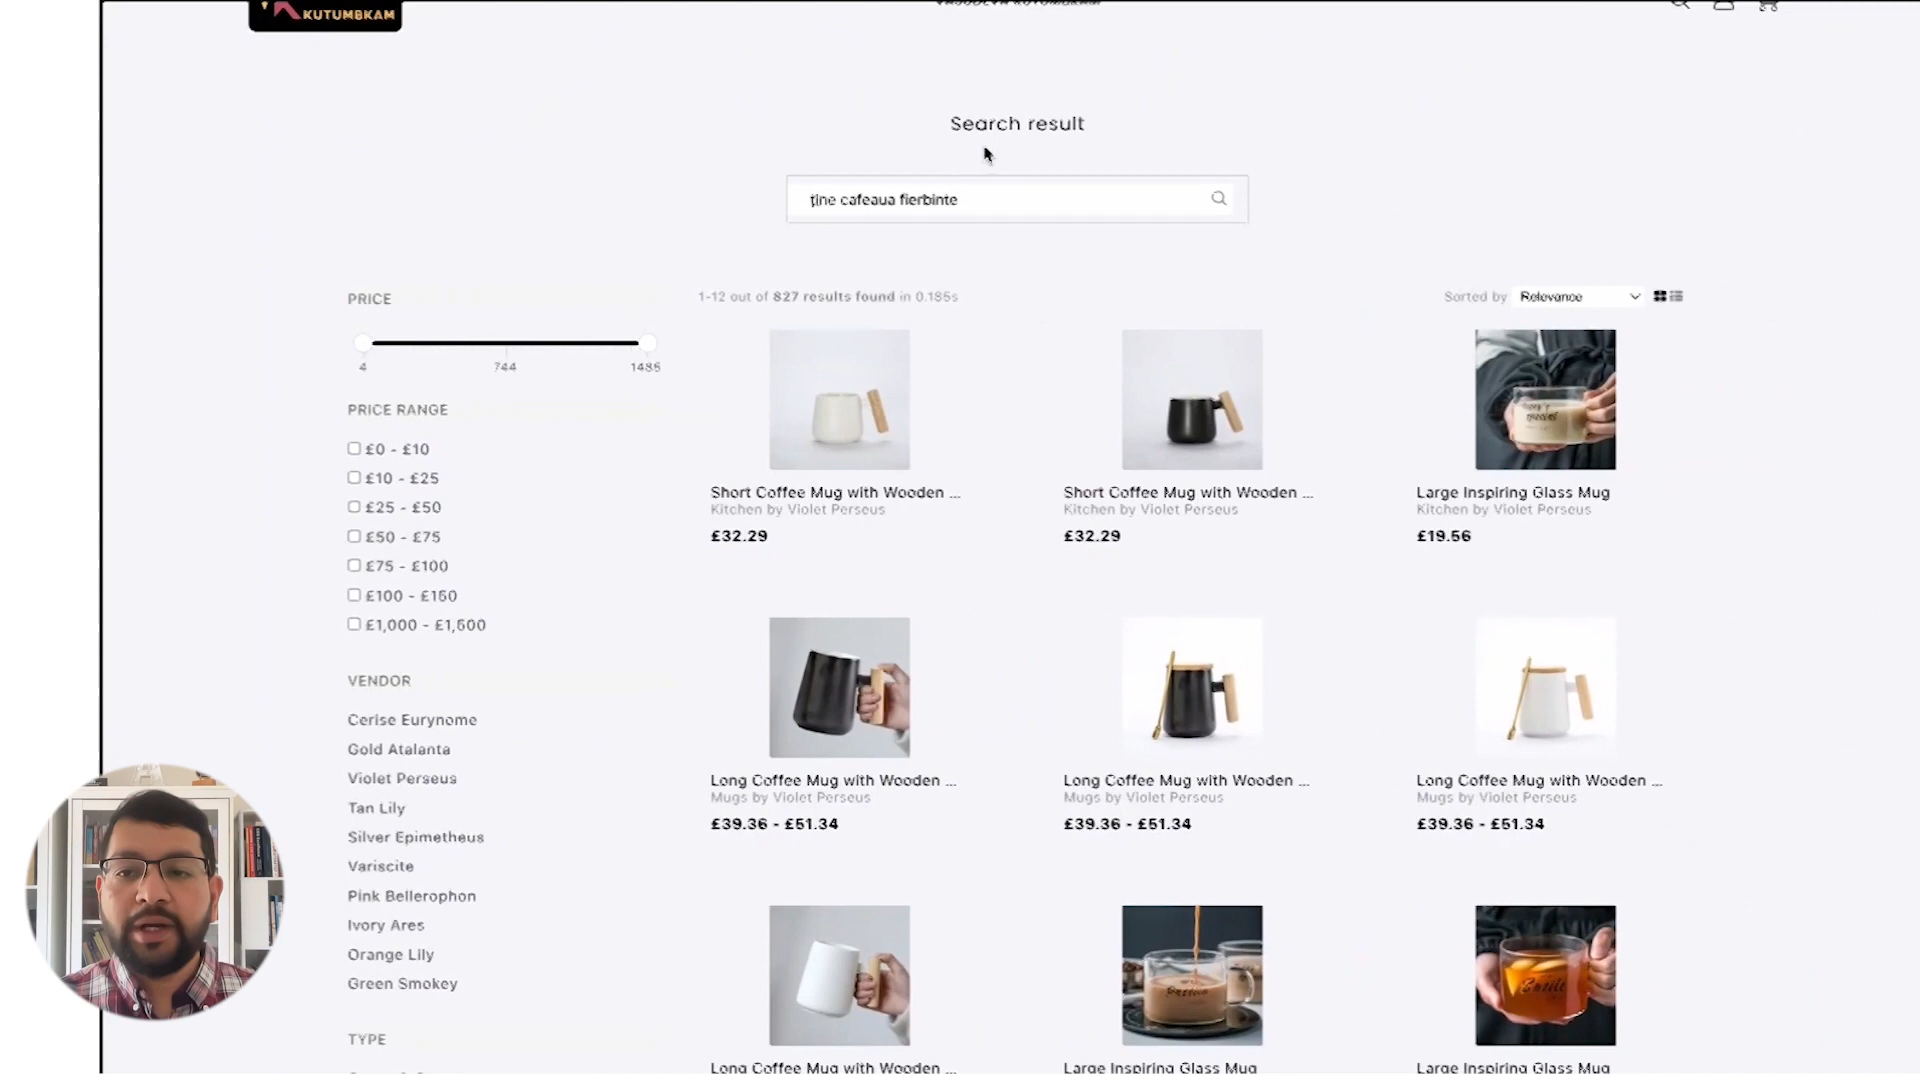 KUTUMBKAM
Search result
ține cafeaua fierbinte
PRICE
4 744 1485
PRICE RANGE
£0 - £10
£10 - £25
£25 - £50
£50 - £75
£75 - £100
£100 - £150
£1,000 - £1,500
VENDOR
Cerise Eurynome
Gold Atalanta
Violet Perseus
Tan Lily
Silver Epimetheus
Variscite
Pink Bellerophon
Ivory Ares
Orange Lily
Green Smokey
TYPE
1-12 out of 827 results found in 0.185s
Sorted by Relevance
Short Coffee Mug with Wooden ...
Kitchen by Violet Perseus
£32.29
Short Coffee Mug with Wooden ...
Kitchen by Violet Perseus
£32.29
Large Inspiring Glass Mug
Kitchen by Violet Perseus
£19.56
Long Coffee Mug with Wooden ...
Mugs by Violet Perseus
£39.36 - £51.34
Long Coffee Mug with Wooden ...
Mugs by Violet Perseus
£39.36 - £51.34
Long Coffee Mug with Wooden ...
Mugs by Violet Perseus
£39.36 - £51.34
Long Coffee Mug with Wooden ...
Large Inspiring Glass Mug
Large Inspiring Glass Mug